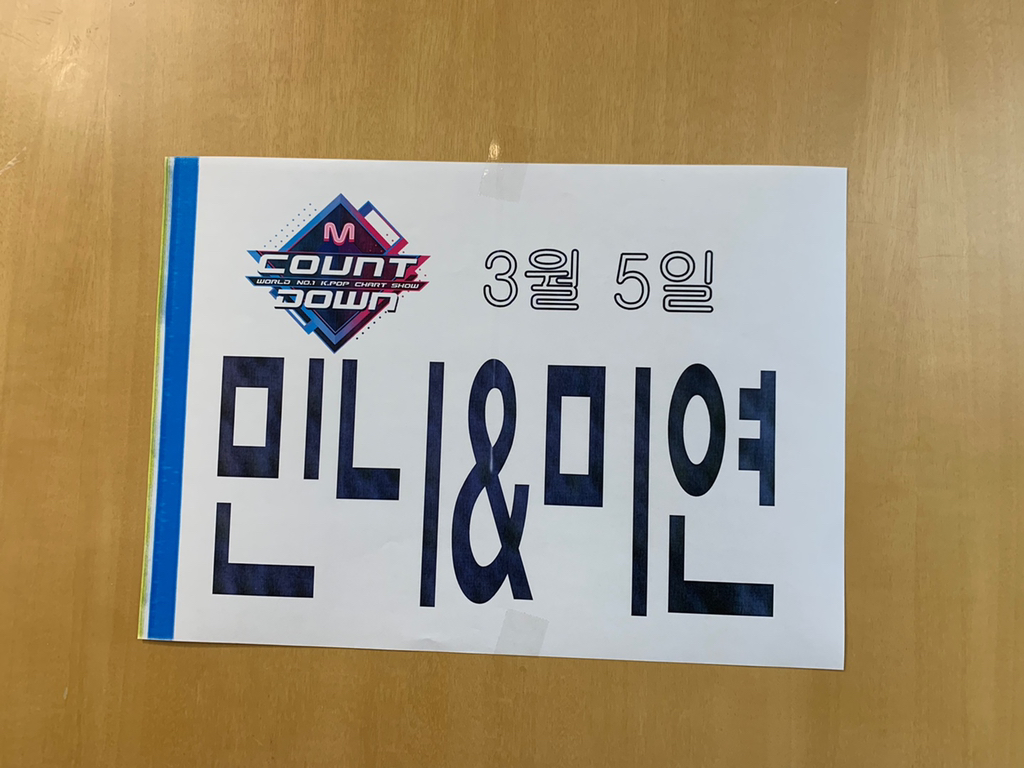 M
COUNT
WORLD NO.1 K.POP CHART SHOW
DOWN
3월 5일
민니&미연